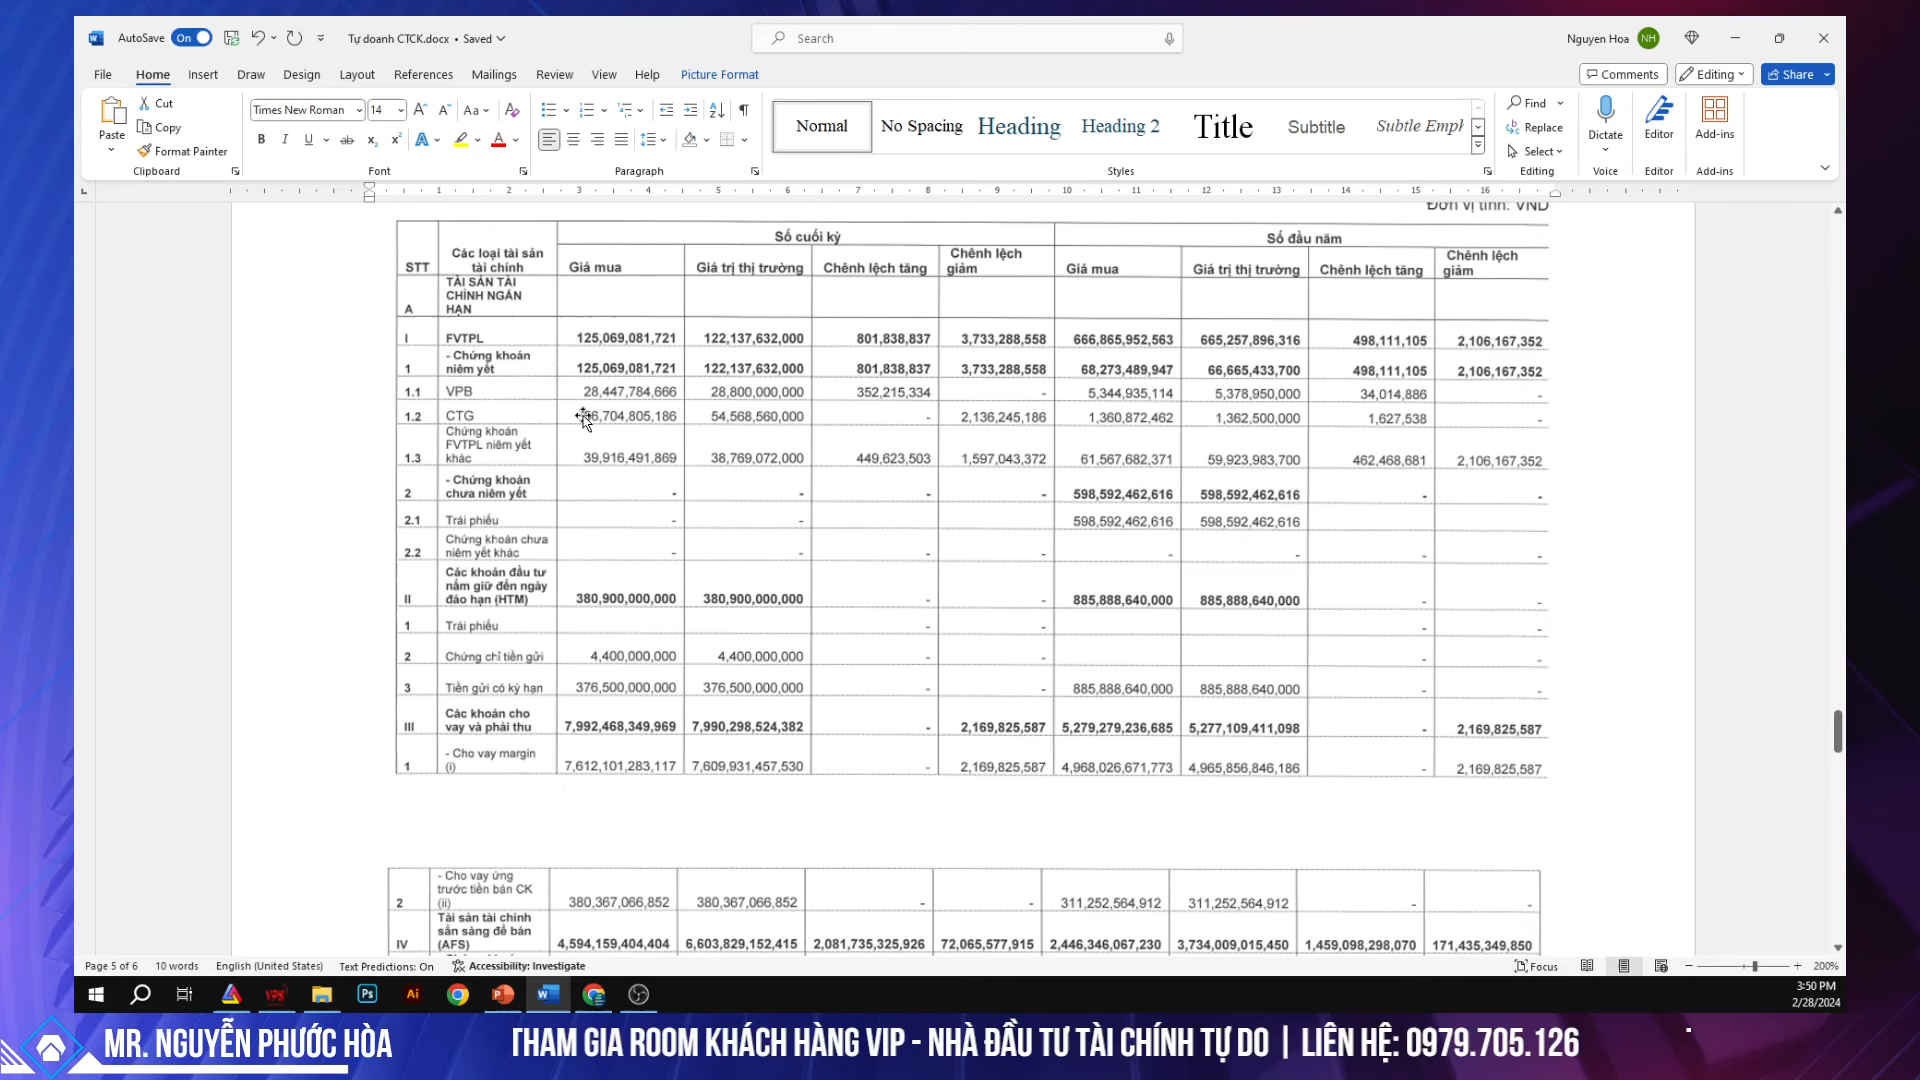 AutoSave On Tự doanh CTCK.docx • Saved Search Nguyen Hoa NH
File Home Insert Draw Design Layout References Mailings Review View Help Picture Format Comments Editing Share
Paste Cut Copy Format Painter
Times New Roman 14
Normal No Spacing Heading Heading 2 Title Subtitle Subtle Emph
Find Replace Select
Dictate Editor Add-ins
Clipboard Font Paragraph Styles Editing Voice Editor Add-ins
1 2 3 4 5 6 7 8 9 10 11 12 13 14 15 16
Đơn vị tính: VND
Số cuối kỳ Số đầu năm
STT Các loại tài sản tài chính Giá mua Giá trị thị trường Chênh lệch tăng Chênh lệch giảm Giá mua Giá trị thị trường Chênh lệch tăng Chênh lệch giảm
A TÀI SẢN TÀI CHÍNH NGẮN HẠN
I FVTPL 125,069,081,721 122,137,632,000 801,838,837 3,733,288,558 666,865,952,563 665,257,896,316 498,111,105 2,106,167,352
1 - Chứng khoán niêm yết 125,069,081,721 122,137,632,000 801,838,837 3,733,288,558 68,273,489,947 66,665,433,700 498,111,105 2,106,167,352
1.1 VPB 28,447,784,666 28,800,000,000 352,215,334 - 5,344,935,114 5,378,950,000 34,014,886 -
1.2 CTG 6,704,805,186 54,568,560,000 - 2,136,245,186 1,360,872,462 1,362,500,000 1,627,538 -
1.3 Chứng khoán FVTPL niêm yết khác 39,916,491,869 38,769,072,000 449,623,503 1,597,043,372 61,567,682,371 59,923,983,700 462,468,681 2,106,167,352
2 - Chứng khoán chưa niêm yết - - - - 598,592,462,616 598,592,462,616 - -
2.1 Trái phiếu - - 598,592,462,616 598,592,462,616
2.2 Chứng khoán chưa niêm yết khác - - - - - - - -
II Các khoản đầu tư nắm giữ đến ngày đáo hạn (HTM) 380,900,000,000 380,900,000,000 - - 885,888,640,000 885,888,640,000 - -
1 Trái phiếu - - - -
2 Chứng chỉ tiền gửi 4,400,000,000 4,400,000,000 - - - -
3 Tiền gửi có kỳ hạn 376,500,000,000 376,500,000,000 - - 885,888,640,000 885,888,640,000 - -
III Các khoản cho vay và phải thu 7,992,468,349,969 7,990,298,524,382 - 2,169,825,587 5,279,279,236,685 5,277,109,411,098 - 2,169,825,587
1 - Cho vay margin (i) 7,612,101,283,117 7,609,931,457,530 - 2,169,825,587 4,968,026,671,773 4,965,856,846,186 - 2,169,825,587
2 - Cho vay ứng trước tiền bán CK (ii) 380,367,066,852 380,367,066,852 - - 311,252,564,912 311,252,564,912 - -
IV Tài sản tài chính sẵn sàng để bán (AFS) 4,594,159,404,404 6,603,829,152,415 2,081,735,325,926 72,065,577,915 2,446,346,067,230 3,734,009,015,450 1,459,098,298,070 171,435,349,850
Page 5 of 6 10 words English (United States) Text Predictions: On Accessibility: Investigate Focus 200%
3:50 PM
2/28/2024
MR. NGUYỄN PHƯỚC HÒA THAM GIA ROOM KHÁCH HÀNG VIP - NHÀ ĐẦU TƯ TÀI CHÍNH TỰ DO | LIÊN HỆ: 0979.705.126